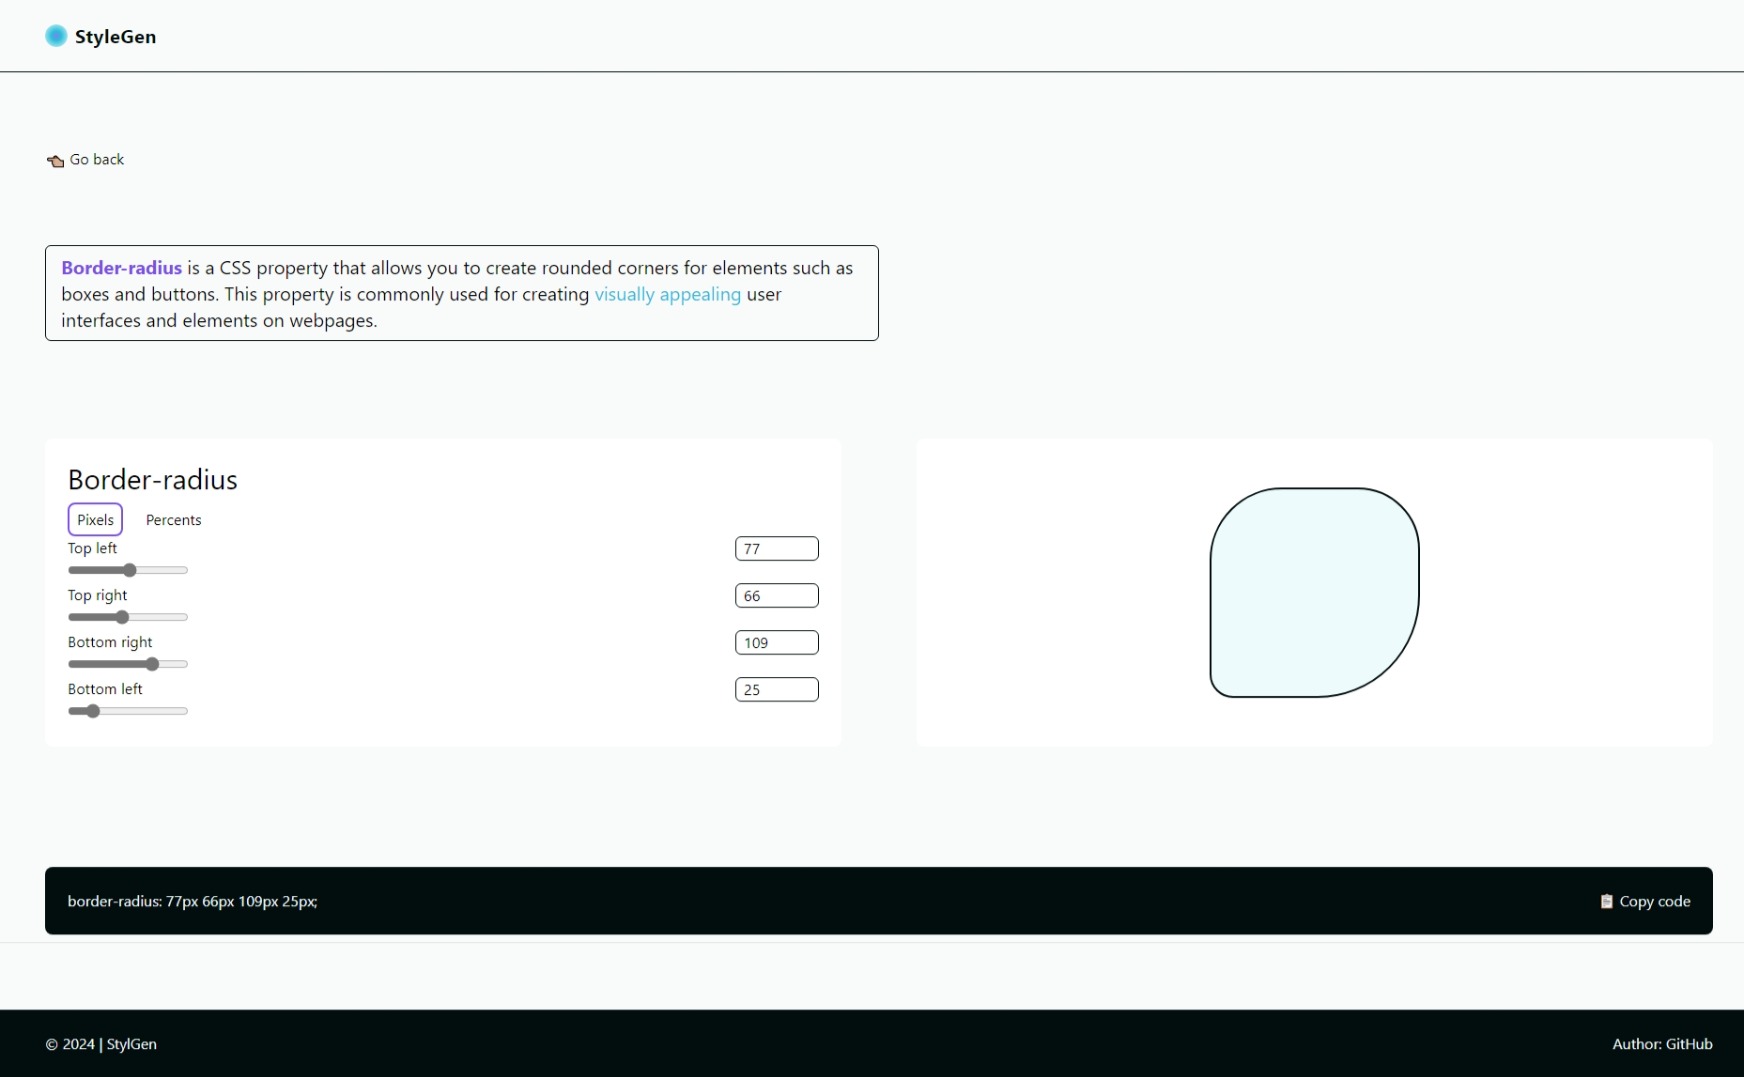 StyleGen
Go back
Border-radius is a CSS property that allows you to create rounded corners for elements such as
boxes and buttons. This property is commonly used for creating visually appealing user
interfaces and elements on webpages.
Border-radius
Pixels Percents
Top left 77
Top right 66
Bottom right 109
Bottom left 25
border-radius: 77px 66px 109px 25px;
Copy code
© 2024 | StylGen
Author: GitHub